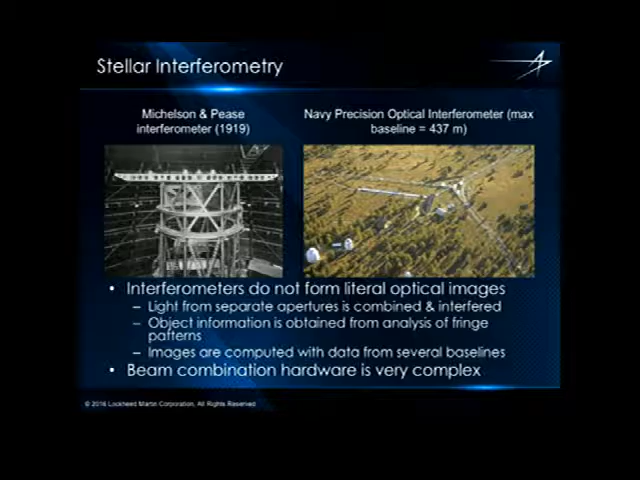 Stellar Interferometry
Michelson & Pease
interferometer (1919)
Navy Precision Optical Interferometer (max
baseline = 437 m)
• Interferometers do not form literal optical images
– Light from separate apertures is combined & interfered
– Object information is obtained from analysis of fringe
patterns
– Images are computed with data from several baselines
• Beam combination hardware is very complex
© 2016 Lockheed Martin Corporation, All Rights Reserved